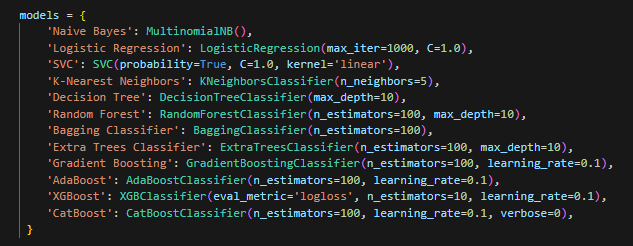 models = {
    'Naive Bayes': MultinomialNB(),
    'Logistic Regression': LogisticRegression(max_iter=1000, C=1.0),
    'SVC': SVC(probability=True, C=1.0, kernel='linear'),
    'K-Nearest Neighbors': KNeighborsClassifier(n_neighbors=5),
    'Decision Tree': DecisionTreeClassifier(max_depth=10),
    'Random Forest': RandomForestClassifier(n_estimators=100, max_depth=10),
    'Bagging Classifier': BaggingClassifier(n_estimators=100),
    'Extra Trees Classifier': ExtraTreesClassifier(n_estimators=100, max_depth=10),
    'Gradient Boosting': GradientBoostingClassifier(n_estimators=100, learning_rate=0.1),
    'AdaBoost': AdaBoostClassifier(n_estimators=100, learning_rate=0.1),
    'XGBoost': XGBClassifier(eval_metric='logloss', n_estimators=10, learning_rate=0.1),
    'CatBoost': CatBoostClassifier(n_estimators=100, learning_rate=0.1, verbose=0),
}